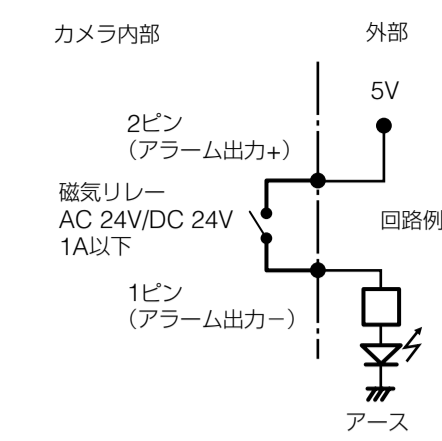 カメラ内部
外部
5V
2ピン
（アラーム出力+）
磁気リレー
AC 24V/DC 24V
1A以下
回路例
1ピン
（アラーム出力－）
アース